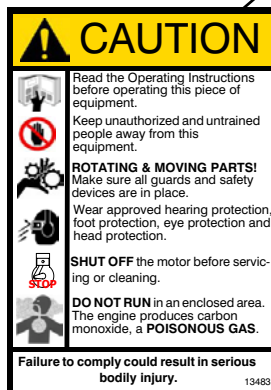 CAUTION
Read the Operating Instructions
before operating this piece of
equipment.
Keep unauthorized and untrained
people away from this
equipment.
ROTATING & MOVING PARTS!
Make sure all guards and safety
devices are in place.
Wear approved hearing protection,
foot protection, eye protection and
head protection.
STOP
SHUT OFF the motor before servic-
ing or cleaning.
DO NOT RUN in an enclosed area.
The engine produces carbon
monoxide, a POISONOUS GAS.
Failure to comply could result in serious
bodily injury.
13483